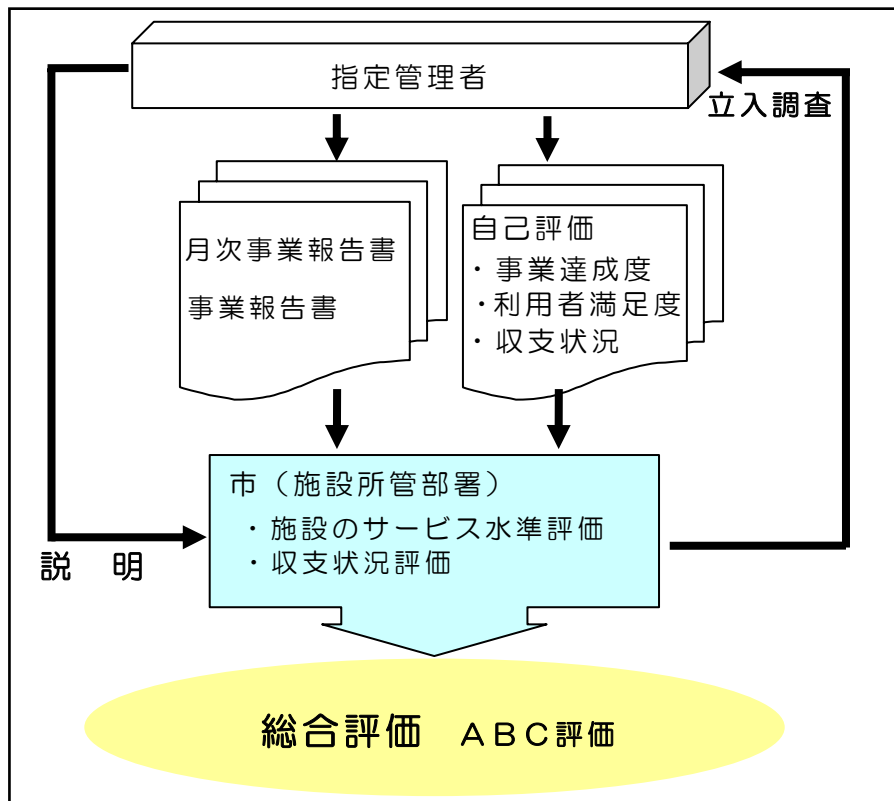 指定管理者
立入調査
月次事業報告書
事業報告書
自己評価
・事業達成度
・利用者満足度
・収支状況
市（施設所管部署）
・施設のサービス水準評価
・収支状況評価
説　明
総合評価　ＡＢＣ評価